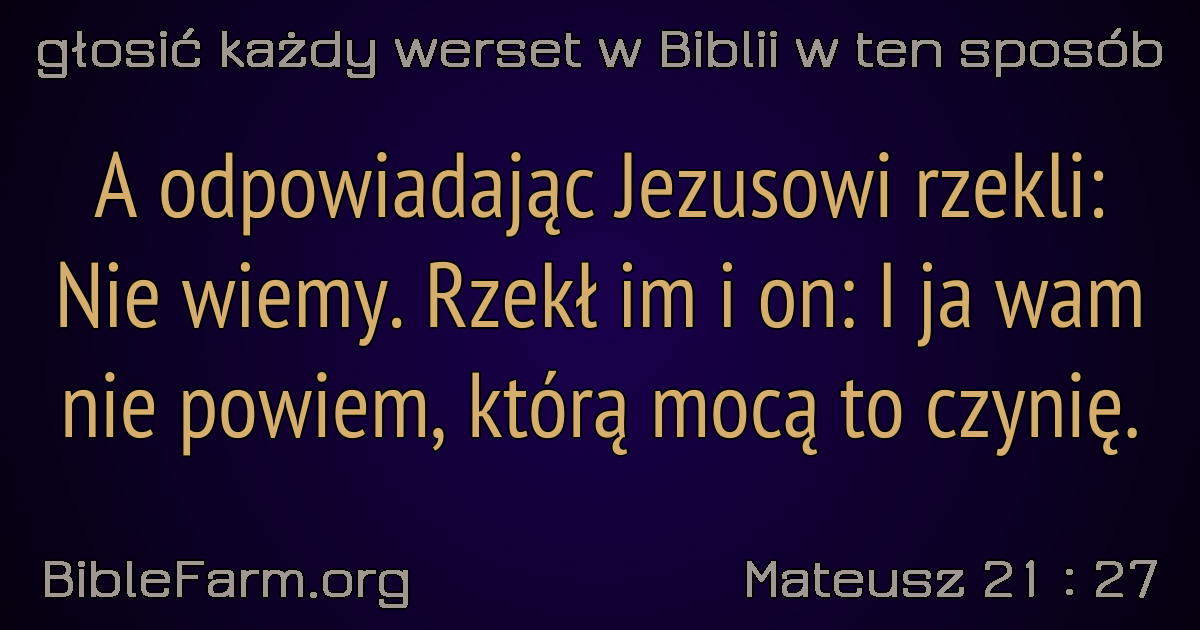 głosić każdy werset w Biblii w ten sposób
A odpowiadając Jezusowi rzekli:
Nie wiemy. Rzekł im i on: I ja wam
nie powiem, którą mocą to czynię.
BibleFarm.org
Mateusz 21 : 27